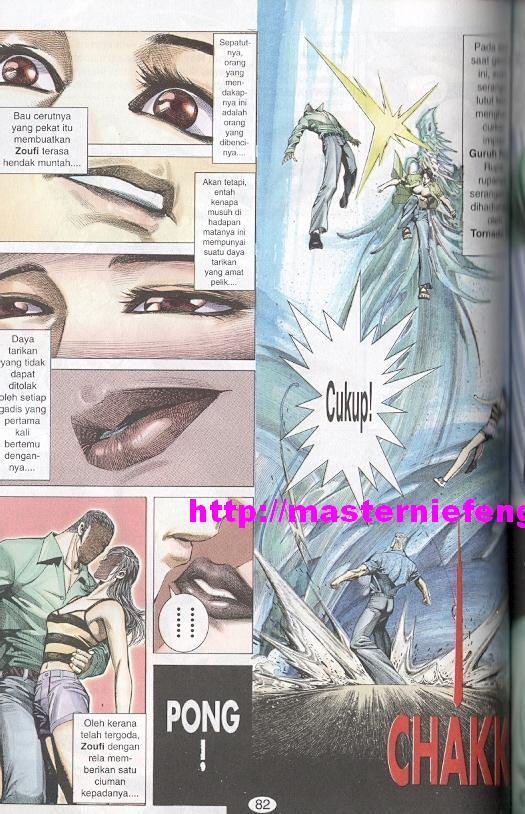 Sepatut-
nya,
orang
yang
men-
dakap-
nya ini
adalah
orang
yang
dibenci-
nya....
Bau cerutnya
yang pekat itu
membuatkan
Zoufi terasa
hendak muntah....
Akan tetapi,
entah
kenapa
musuh di
hadapan
matanya ini
mempunyai
suatu daya
tarikan
yang amat
pelik....
Daya
tarikan
yang tidak
dapat
ditolak
oleh setiap
gadis yang
pertama
kali
bertemu
dengan-
nya....
Oleh kerana
telah tergoda,
Zoufi dengan
rela mem-
berikan satu
ciuman
kepadanya....
PONG
!
Pada
saat
ini,
lutut
Guruh
oleh
Cukup!
http://masterniefeng
CHAKK
!
82